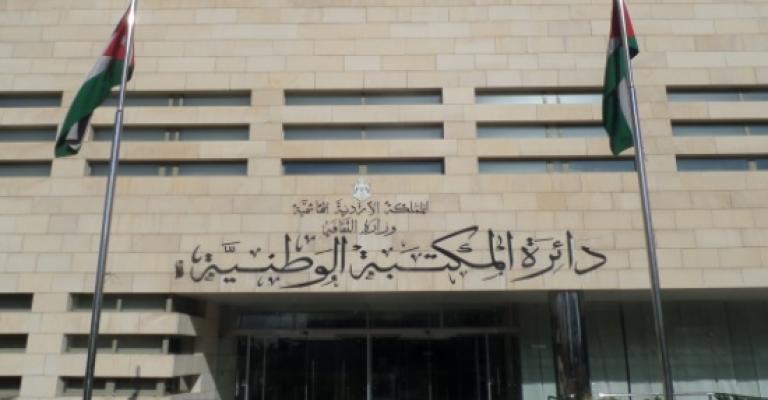 المملكة الأردنية الهاشمية
وزارة الثقافة
دائرة المكتبة الوطنية